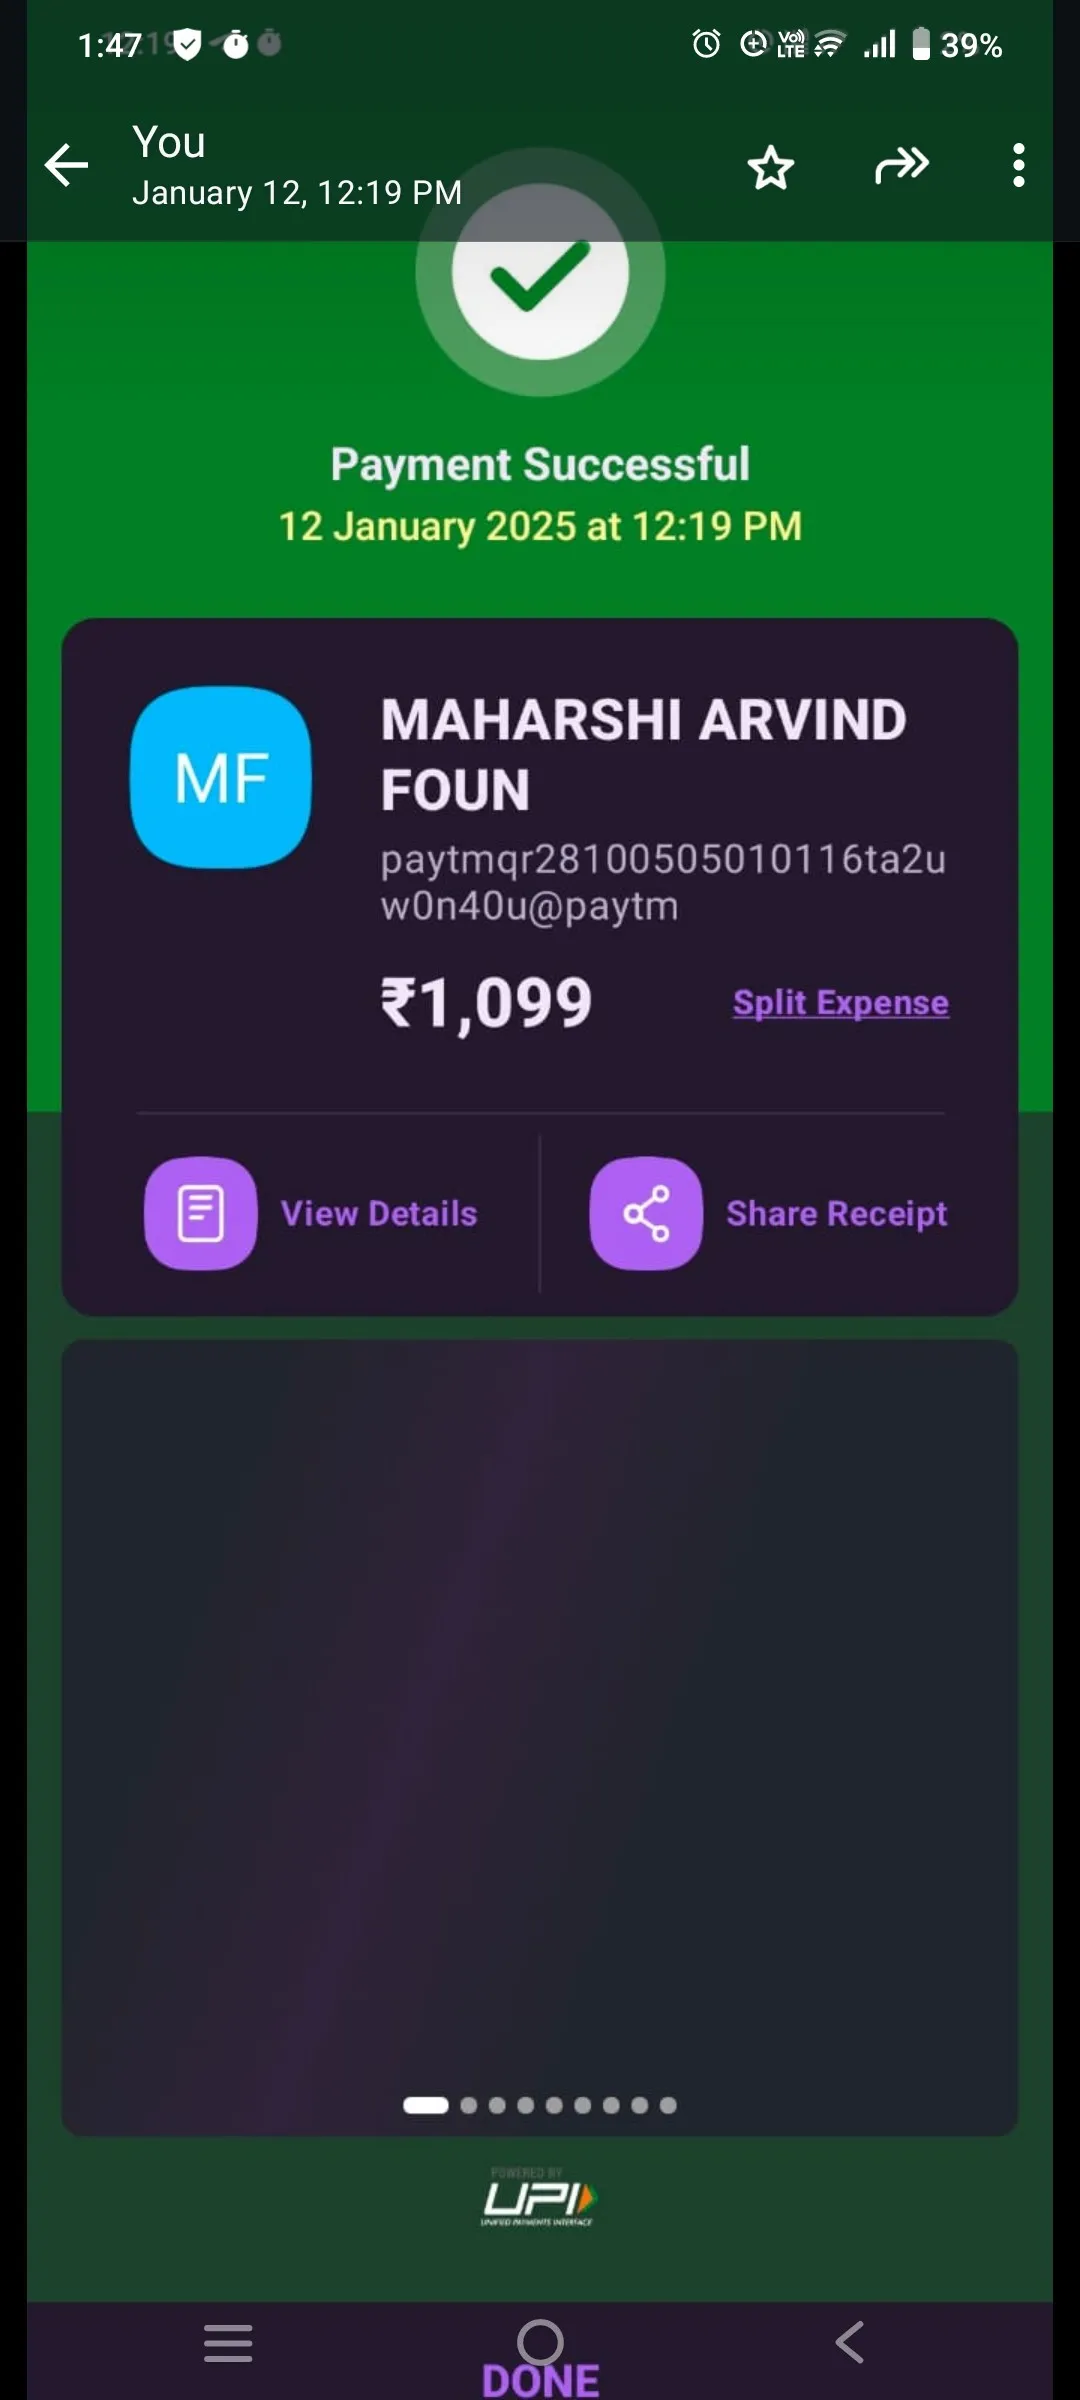 1:47
39%
You
January 12, 12:19 PM
Payment Successful
12 January 2025 at 12:19 PM
MF
MAHARSHI ARVIND
FOUN
paytmqr28100505010116ta2u
w0n40u@paytm
₹1,099
Split Expense
View Details
Share Receipt
POWERED BY
UPI
UNIFIED PAYMENTS INTERFACE
DONE